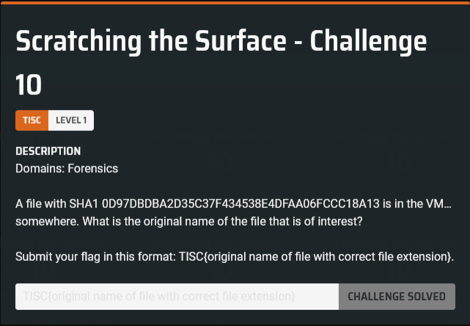 Scratching the Surface - Challenge
10
TISC LEVEL 1
DESCRIPTION
Domains: Forensics
A file with SHA1 0D97DBDBA2D35C37F434538E4DFAA06FCCC18A13 is in the VM...
somewhere. What is the original name of the file that is of interest?
Submit your flag in this format: TISC{original name of file with correct file extension}.
TISC{original name of file with correct file extension} CHALLENGE SOLVED